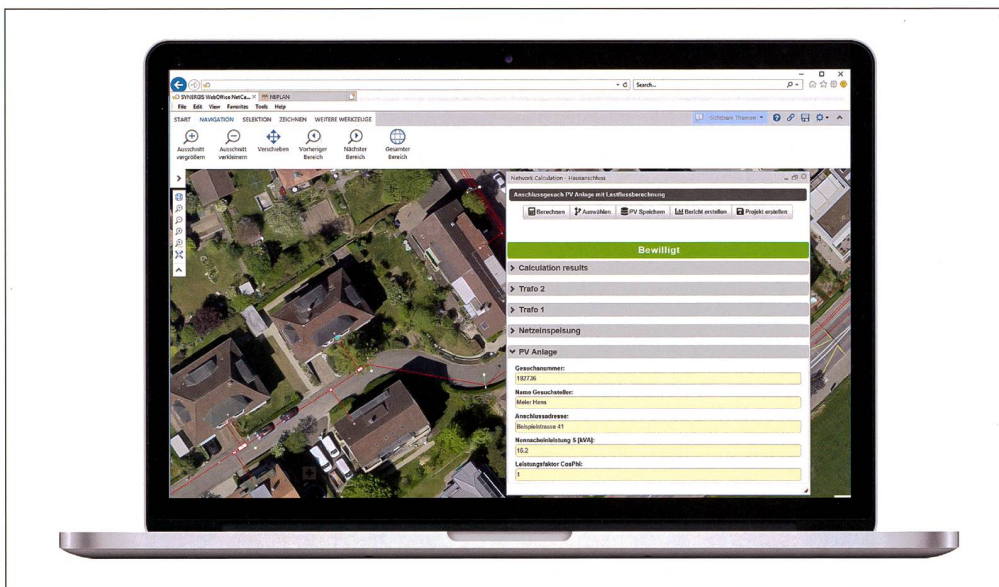 Search...
SYNERGIS WebOffice NetCa... × NEPLAN
File Edit View Favorites Tools Help
START NAVIGATION SELEKTION ZEICHNEN WEITERE WERKZEUGE
Sichtbare Themen
Ausschnitt vergrößern
Ausschnitt verkleinern
Verschieben
Vorheriger Bereich
Nächster Bereich
Gesamter Bereich
Network Calculation - Hausanschluss
Anschlussgesuch PV Anlage mit Lastflussberechnung
Berechnen Auswählen PV Speichern Bericht erstellen Projekt erstellen
Bewilligt
Calculation results
Trafo 2
Trafo 1
Netzeinspeisung
PV Anlage
Gesuchsnummer:
192736
Name Gesuchsteller:
Meier Hans
Anschlussadresse:
Beispielstrasse 41
Nennscheinleistung S [kVA]:
16.2
Leistungsfaktor CosPhi:
1